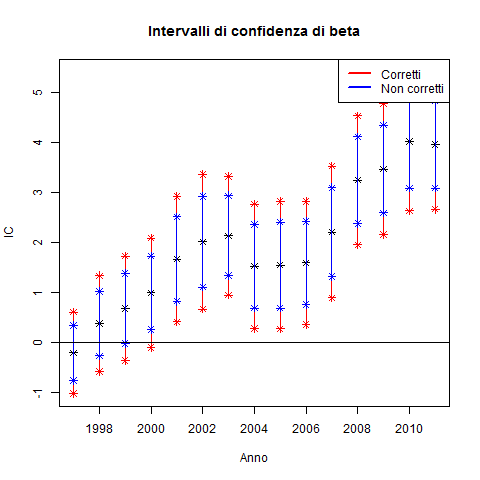 Intervalli di confidenza di beta
Corretti
Non corretti
IC
5
4
3
2
1
0
-1
1998 2000 2002 2004 2006 2008 2010
Anno